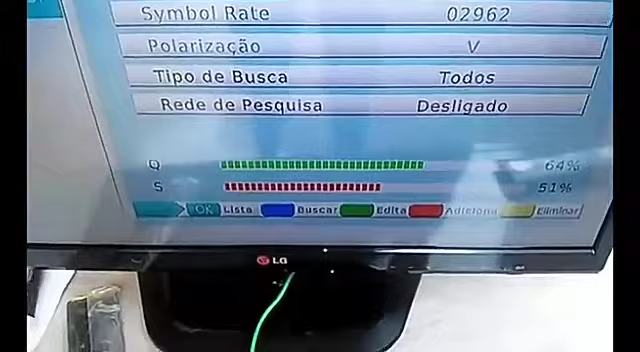 Symbol Rate 02962
Polarização V
Tipo de Busca Todos
Rede de Pesquisa Desligado
Q 64%
S 51%
OK Lista Buscar Edita Adiciona Eliminar
LG